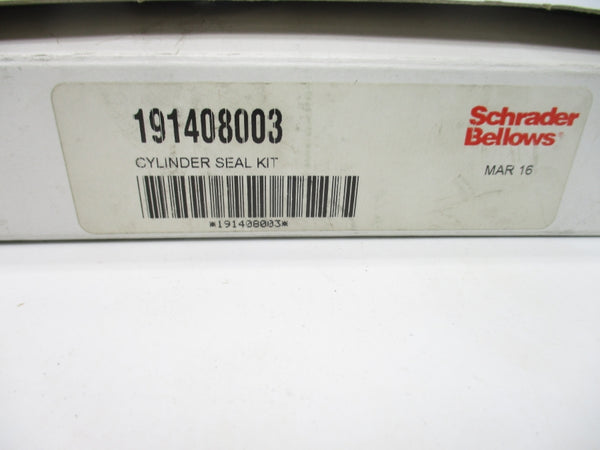 191408003
CYLINDER SEAL KIT
*191408003*
Schrader
Bellows®
MAR 16